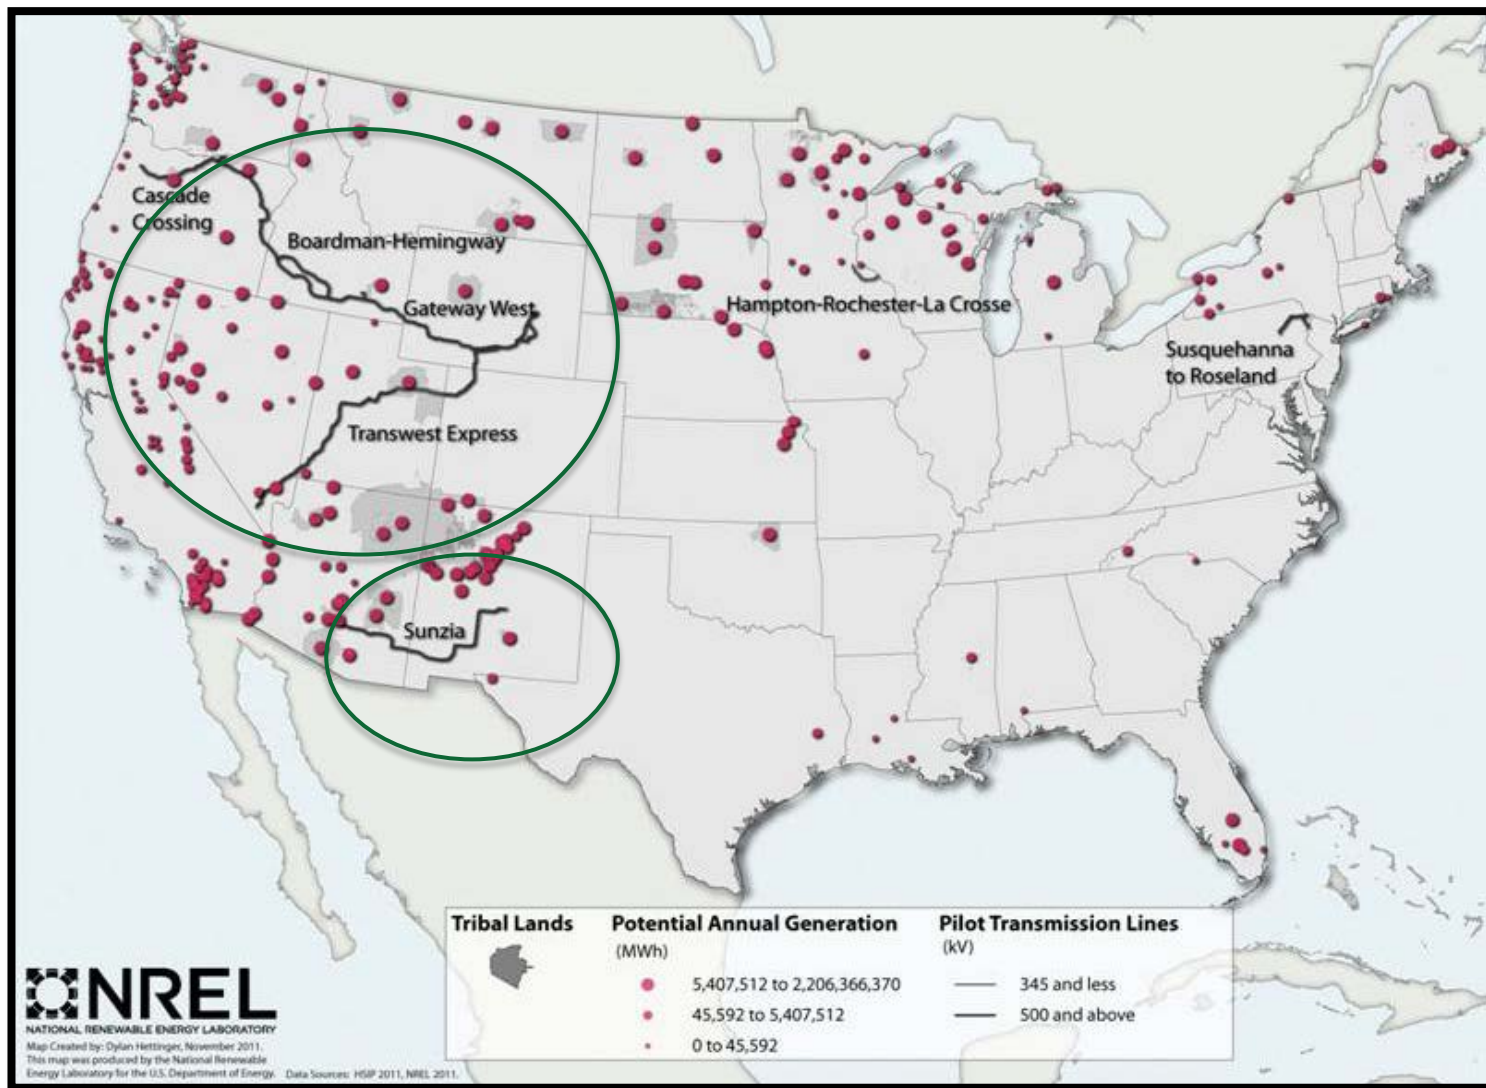 Cascade
Crossing
Boardman-Hemingway
Gateway West
Hampton-Rochester-La Crosse
Susquehanna
to Roseland
Transwest Express
Sunzia
Tribal Lands
Potential Annual Generation
(MWh)
5,407,512 to 2,206,366,370
45,592 to 5,407,512
0 to 45,592
Pilot Transmission Lines
(kV)
345 and less
500 and above
NREL
NATIONAL RENEWABLE ENERGY LABORATORY
Map Created by: Dylan Hettinger, November 2011.
This map was produced by the National Renewable
Energy Laboratory for the U.S. Department of Energy. Data Sources: HSIP 2011, NREL 2011.